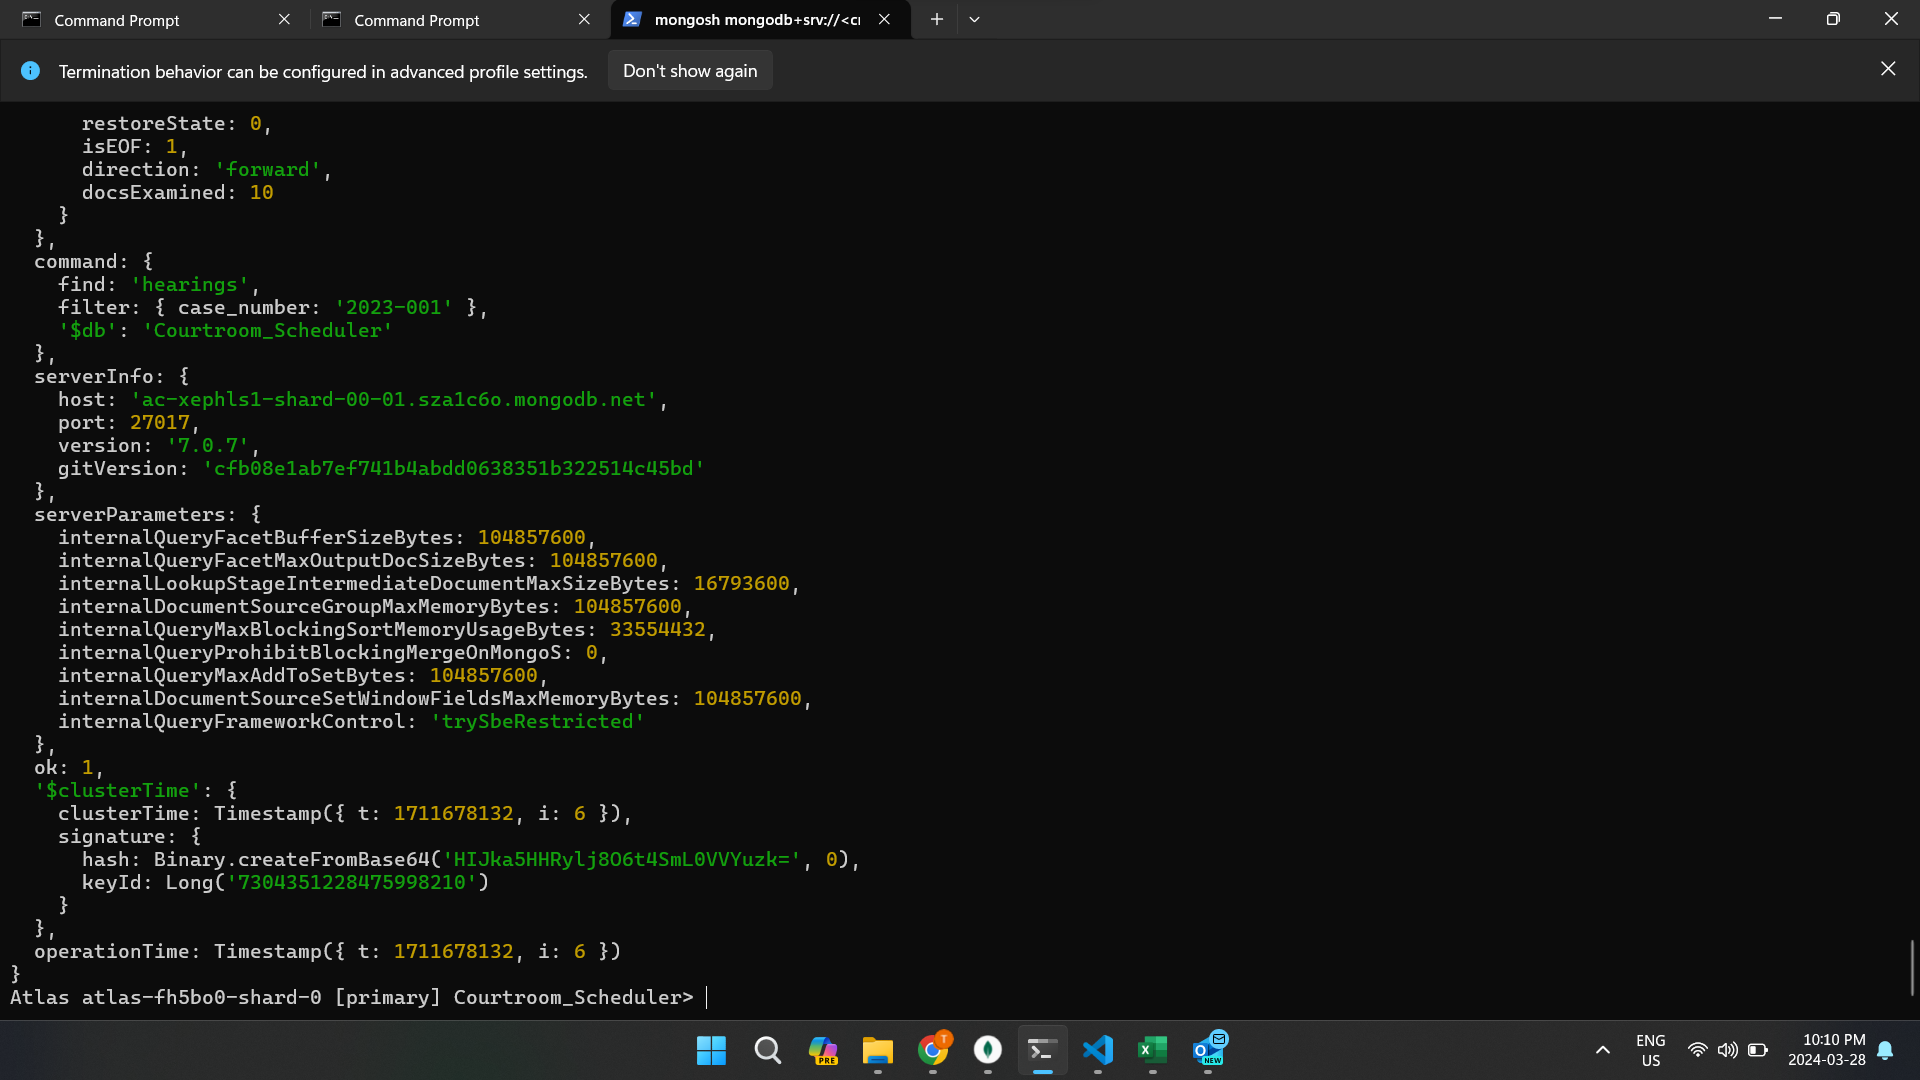 Command Prompt
Command Prompt
mongosh mongodb+srv://<cr
Termination behavior can be configured in advanced profile settings.
Don't show again
restoreState: 0,
isEOF: 1,
direction: 'forward',
docsExamined: 10
}
},
command: {
find: 'hearings',
filter: { case_number: '2023-001' },
'$db': 'Courtroom_Scheduler'
},
serverInfo: {
host: 'ac-xephls1-shard-00-01.sza1c6o.mongodb.net',
port: 27017,
version: '7.0.7',
gitVersion: 'cfb08e1ab7ef741b4abdd0638351b322514c45bd'
},
serverParameters: {
internalQueryFacetBufferSizeBytes: 104857600,
internalQueryFacetMaxOutputDocSizeBytes: 104857600,
internalLookupStageIntermediateDocumentMaxSizeBytes: 16793600,
internalDocumentSourceGroupMaxMemoryBytes: 104857600,
internalQueryMaxBlockingSortMemoryUsageBytes: 33554432,
internalQueryProhibitBlockingMergeOnMongoS: 0,
internalQueryMaxAddToSetBytes: 104857600,
internalDocumentSourceSetWindowFieldsMaxMemoryBytes: 104857600,
internalQueryFrameworkControl: 'trySbeRestricted'
},
ok: 1,
'$clusterTime': {
clusterTime: Timestamp({ t: 1711678132, i: 6 }),
signature: {
hash: Binary.createFromBase64('HIJka5HHRylj8O6t4SmL0VVYuzk=', 0),
keyId: Long('7304351228475998210')
}
},
operationTime: Timestamp({ t: 1711678132, i: 6 })
}
Atlas atlas-fh5bo0-shard-0 [primary] Courtroom_Scheduler>
PRE
T
NEW
ENG
US
10:10 PM
2024-03-28